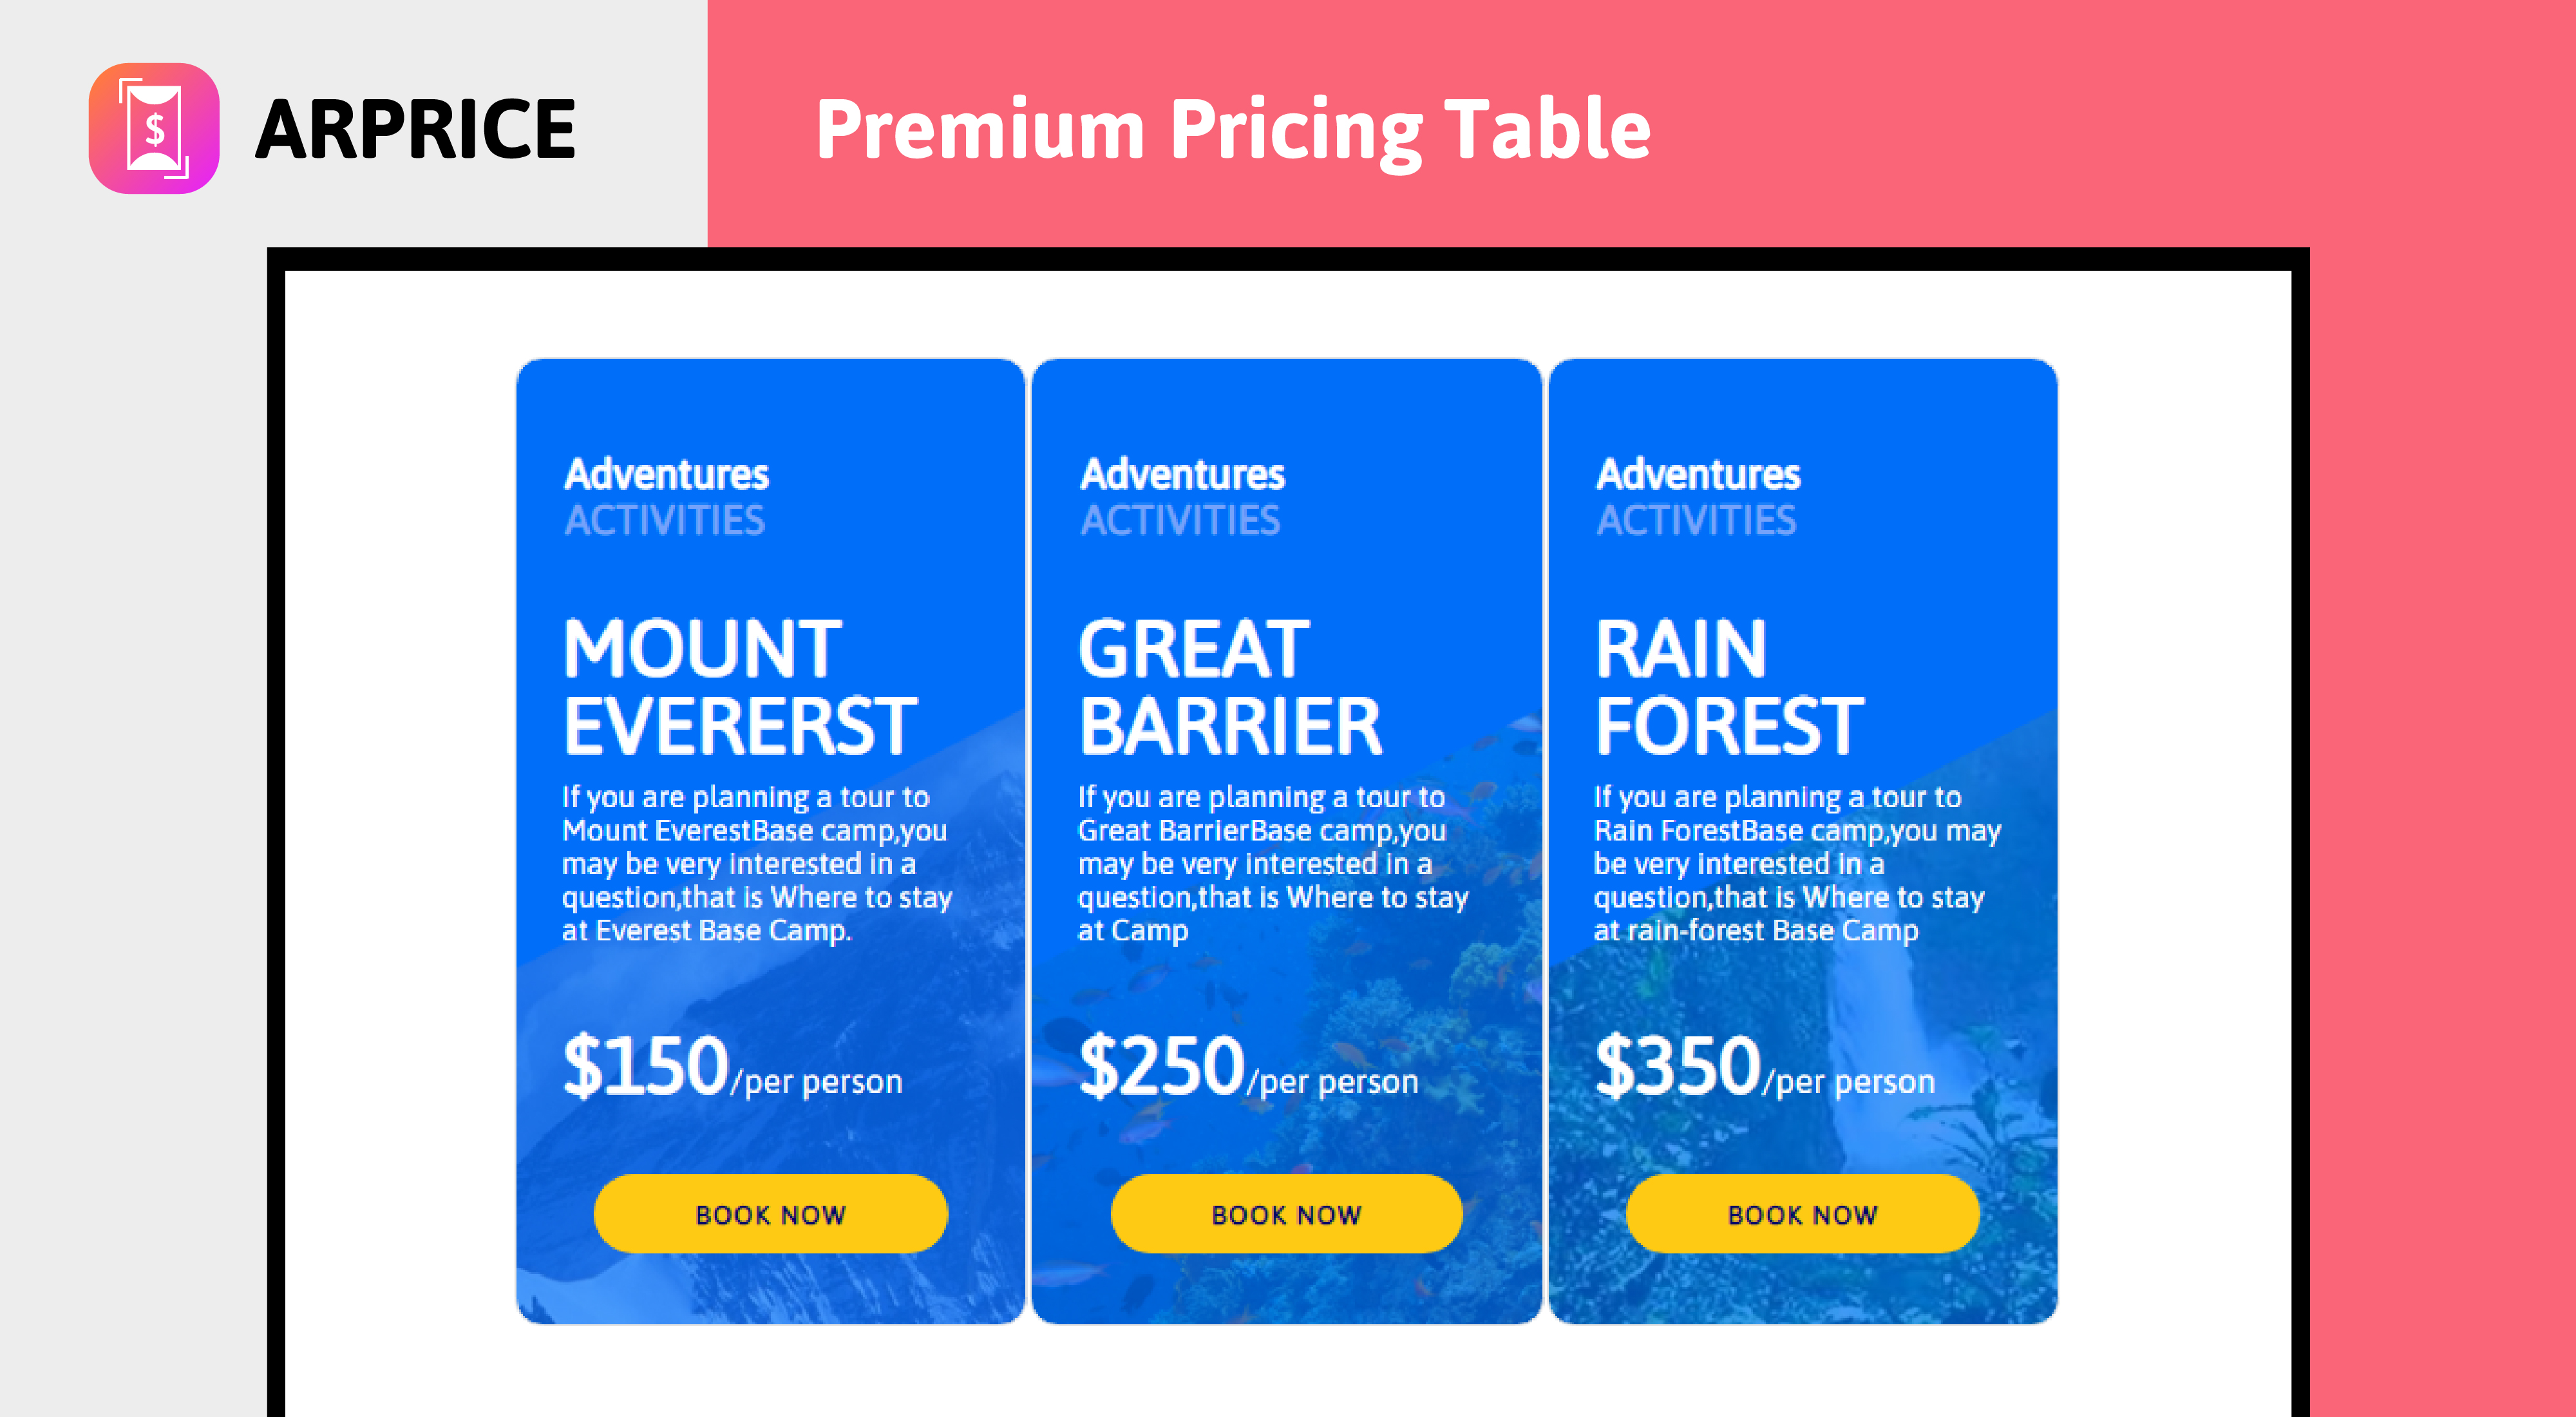 $
ARPRICE
Premium Pricing Table
Adventures
ACTIVITIES
MOUNT
EVERERST
If you are planning a tour to
Mount EverestBase camp,you
may be very interested in a
question,that is Where to stay
at Everest Base Camp.
$150/per person
BOOK NOW
Adventures
ACTIVITIES
GREAT
BARRIER
If you are planning a tour to
Great BarrierBase camp,you
may be very interested in a
question,that is Where to stay
at Camp
$250/per person
BOOK NOW
Adventures
ACTIVITIES
RAIN
FOREST
If you are planning a tour to
Rain ForestBase camp,you may
be very interested in a
question,that is Where to stay
at rain-forest Base Camp
$350/per person
BOOK NOW